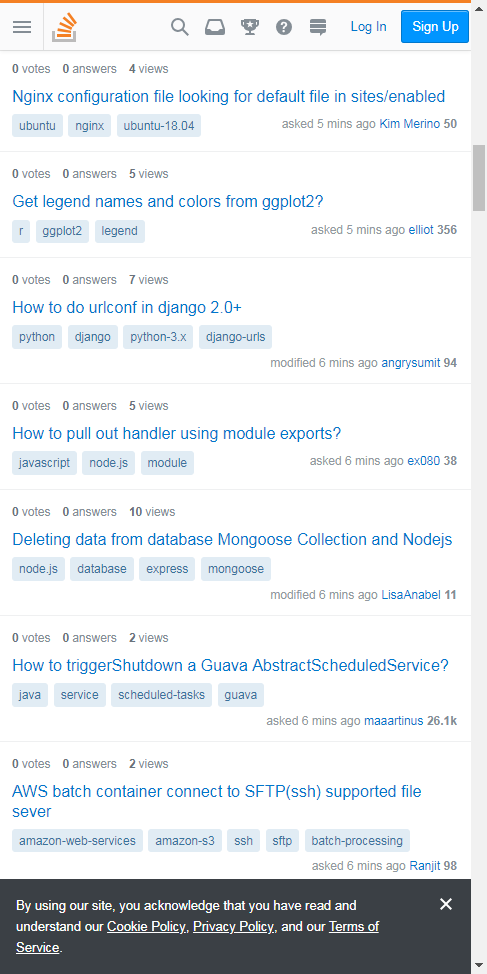 Log In Sign Up
0 votes 0 answers 4 views
Nginx configuration file looking for default file in sites/enabled
ubuntu nginx ubuntu-18.04
asked 5 mins ago Kim Merino 50
0 votes 0 answers 5 views
Get legend names and colors from ggplot2?
r ggplot2 legend
asked 5 mins ago elliot 356
0 votes 0 answers 7 views
How to do urlconf in django 2.0+
python django python-3.x django-urls
modified 6 mins ago angrysumit 94
0 votes 0 answers 5 views
How to pull out handler using module exports?
javascript node.js module
asked 6 mins ago ex080 38
0 votes 0 answers 10 views
Deleting data from database Mongoose Collection and Nodejs
node.js database express mongoose
modified 6 mins ago LisaAnabel 11
0 votes 0 answers 2 views
How to triggerShutdown a Guava AbstractScheduledService?
java service scheduled-tasks guava
asked 6 mins ago maaartinus 26.1k
0 votes 0 answers 2 views
AWS batch container connect to SFTP(ssh) supported file
sever
amazon-web-services amazon-s3 ssh sftp batch-processing
asked 6 mins ago Ranjit 98
By using our site, you acknowledge that you have read and
understand our Cookie Policy, Privacy Policy, and our Terms of
Service.